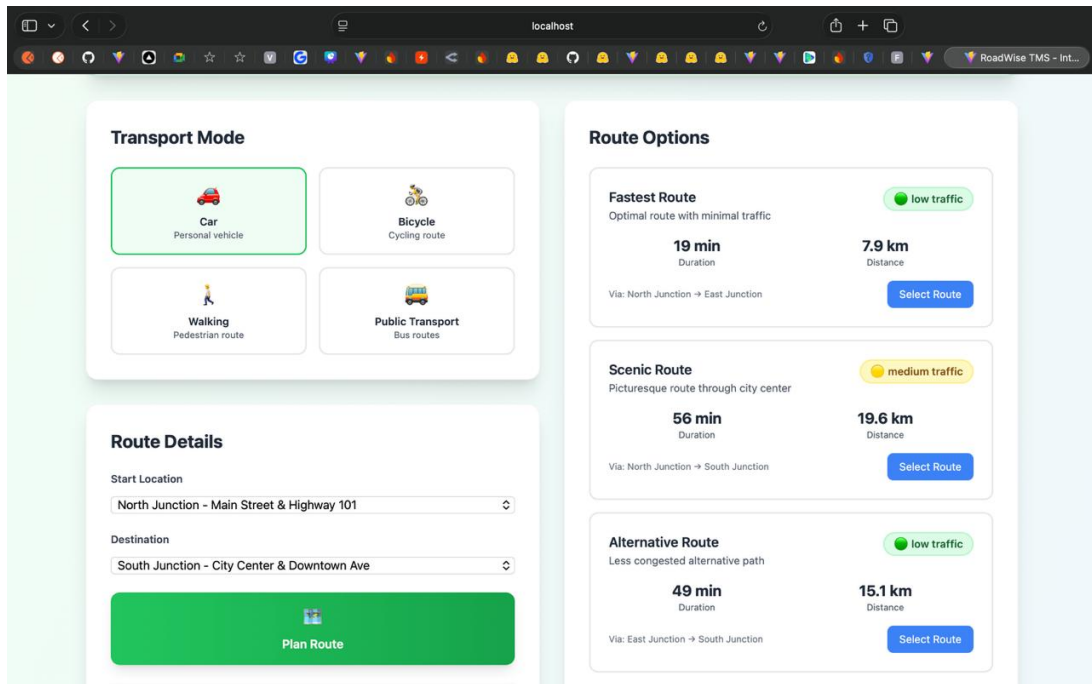 localhost
RoadWise TMS - Int...
Transport Mode
Car
Personal vehicle
Bicycle
Cycling route
Walking
Pedestrian route
Public Transport
Bus routes
Route Details
Start Location
North Junction - Main Street & Highway 101
Destination
South Junction - City Center & Downtown Ave
Plan Route
Route Options
Fastest Route
low traffic
Optimal route with minimal traffic
19 min
7.9 km
Duration
Distance
Via: North Junction → East Junction
Select Route
Scenic Route
medium traffic
Picturesque route through city center
56 min
19.6 km
Duration
Distance
Via: North Junction → South Junction
Select Route
Alternative Route
low traffic
Less congested alternative path
49 min
15.1 km
Duration
Distance
Via: East Junction → South Junction
Select Route